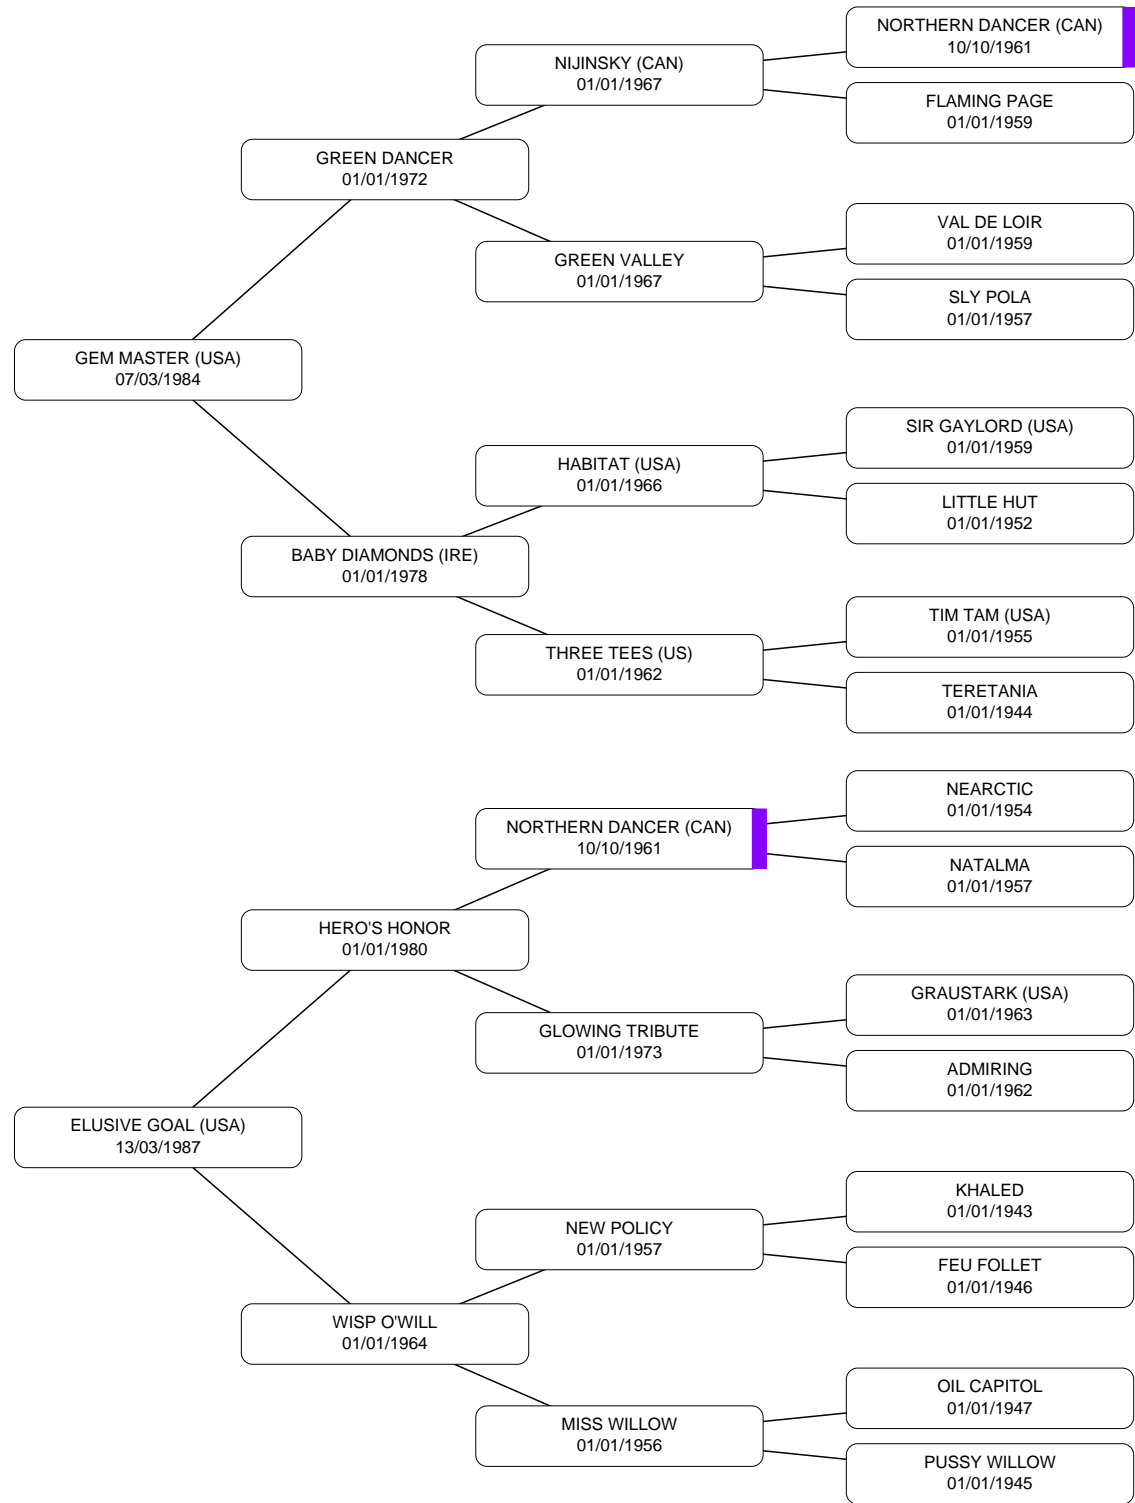 NORTHERN DANCER (CAN)
10/10/1961
NIJINSKY (CAN)
01/01/1967
FLAMING PAGE
01/01/1959
GREEN DANCER
01/01/1972
VAL DE LOIR
01/01/1959
GREEN VALLEY
01/01/1967
SLY POLA
01/01/1957
GEM MASTER (USA)
07/03/1984
SIR GAYLORD (USA)
01/01/1959
HABITAT (USA)
01/01/1966
LITTLE HUT
01/01/1952
BABY DIAMONDS (IRE)
01/01/1978
TIM TAM (USA)
01/01/1955
THREE TEES (US)
01/01/1962
TERETANIA
01/01/1944
NEARCTIC
01/01/1954
NORTHERN DANCER (CAN)
10/10/1961
NATALMA
01/01/1957
HERO'S HONOR
01/01/1980
GRAUSTARK (USA)
01/01/1963
GLOWING TRIBUTE
01/01/1973
ADMIRING
01/01/1962
ELUSIVE GOAL (USA)
13/03/1987
KHALED
01/01/1943
NEW POLICY
01/01/1957
FEU FOLLET
01/01/1946
WISP O'WILL
01/01/1964
OIL CAPITOL
01/01/1947
MISS WILLOW
01/01/1956
PUSSY WILLOW
01/01/1945